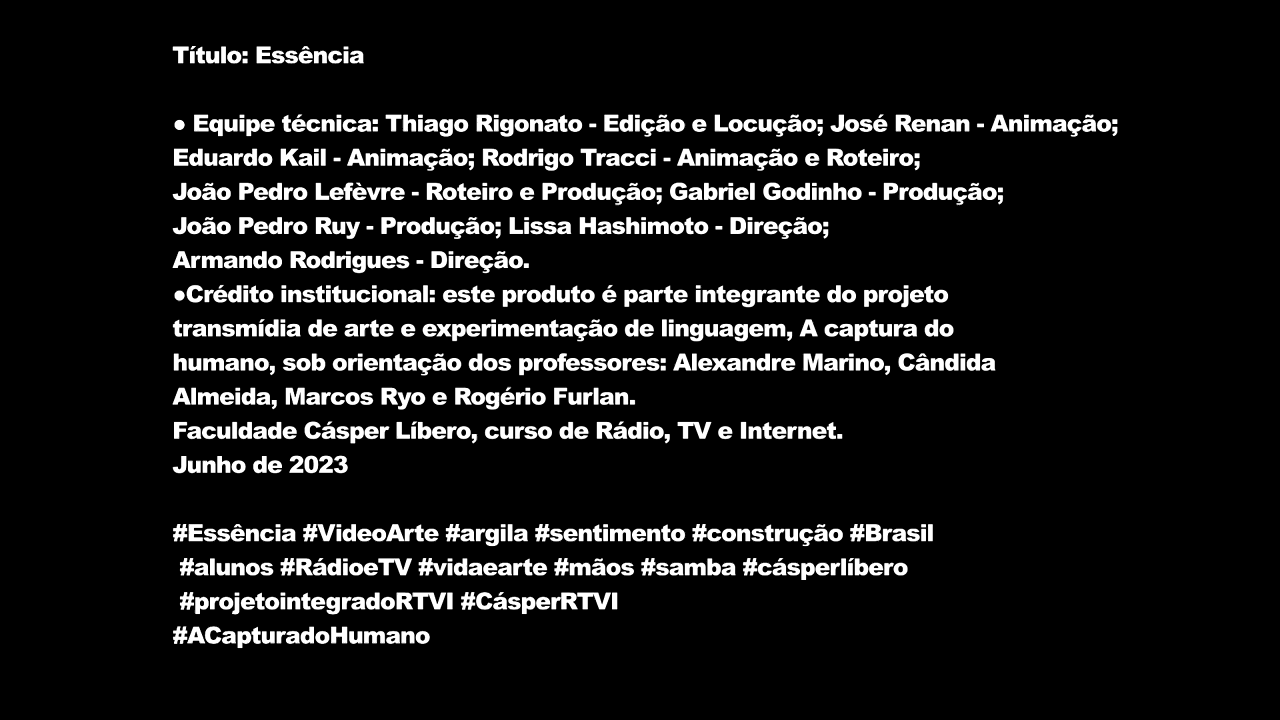 Título: Essência
● Equipe técnica: Thiago Rigonato - Edição e Locução; José Renan - Animação;
Eduardo Kail - Animação; Rodrigo Tracci - Animação e Roteiro;
João Pedro Lefèvre - Roteiro e Produção; Gabriel Godinho - Produção;
João Pedro Ruy - Produção; Lissa Hashimoto - Direção;
Armando Rodrigues - Direção.
●Crédito institucional: este produto é parte integrante do projeto
transmídia de arte e experimentação de linguagem, A captura do
humano, sob orientação dos professores: Alexandre Marino, Cândida
Almeida, Marcos Ryo e Rogério Furlan.
Faculdade Cásper Líbero, curso de Rádio, TV e Internet.
Junho de 2023
#Essência #VideoArte #argila #sentimento #construção #Brasil
#alunos #RádioeTV #vidaearte #mãos #samba #cásperlíbero
#projetointegradoRTVI #CásperRTVI
#ACapturadoHumano